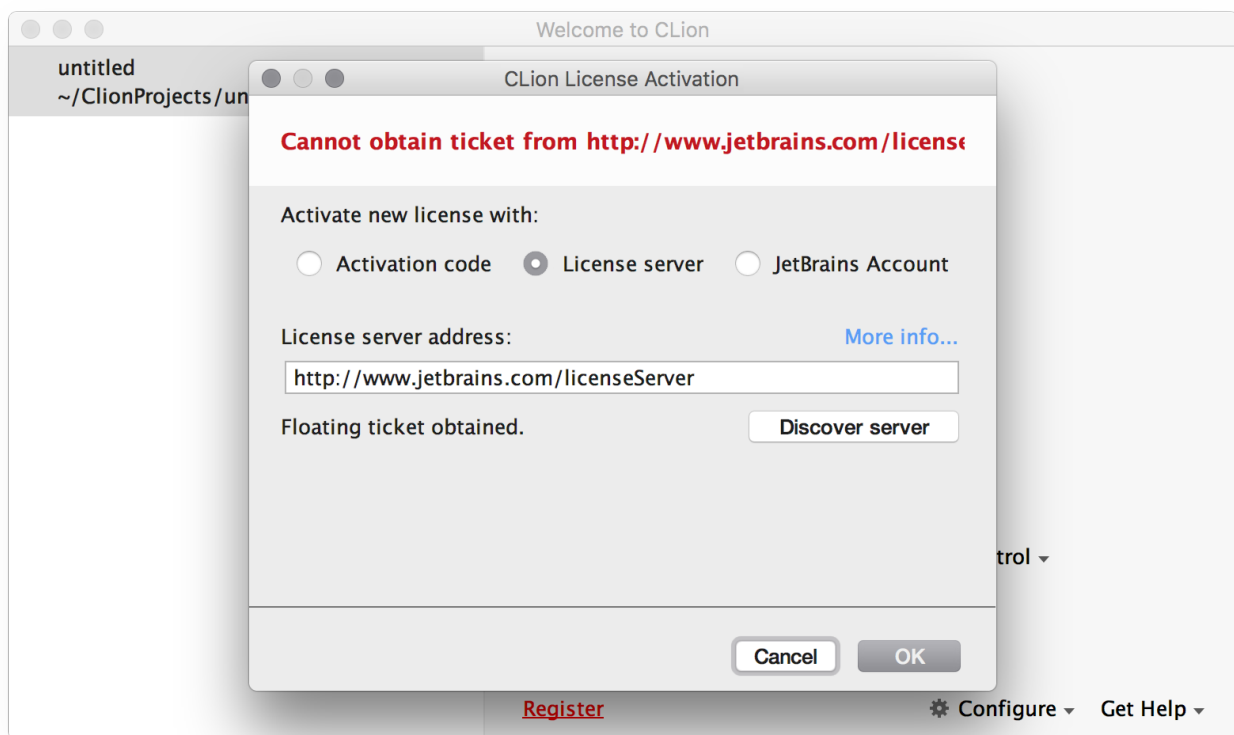 Welcome to CLion
untitled
~/ClionProjects/un
CLion License Activation
Cannot obtain ticket from http://www.jetbrains.com/license
Activate new license with:
Activation code License server JetBrains Account
License server address: More info...
http://www.jetbrains.com/licenseServer
Floating ticket obtained. Discover server
trol
Cancel OK
Register Configure Get Help